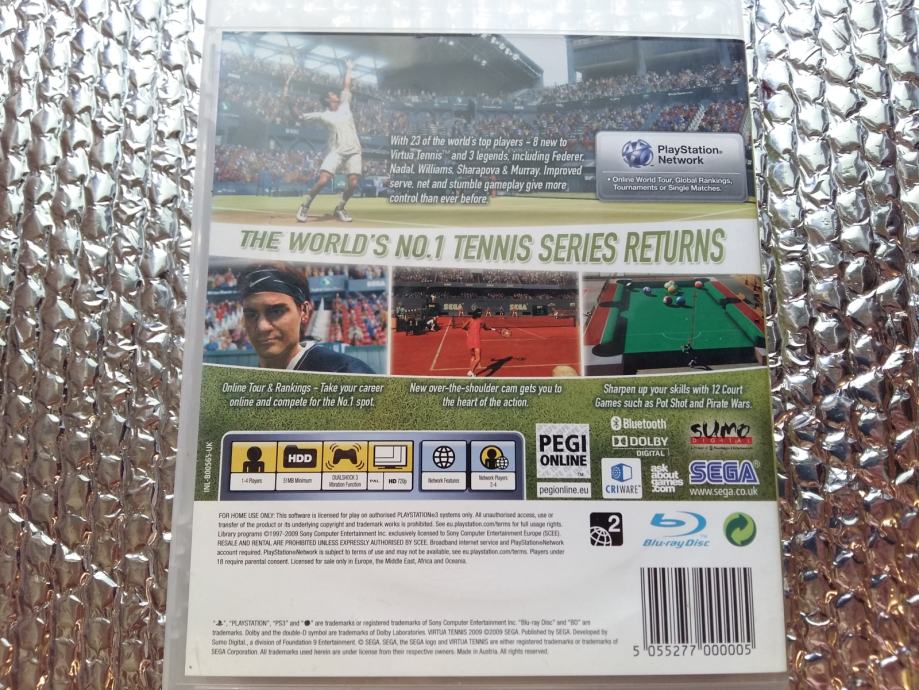 With 23 of the world's top players – 8 new to
Virtua Tennis™ and 3 legends, including Federer,
Nadal, Williams, Sharapova & Murray. Improved
serve, net and stumble gameplay give more
control than ever before.
PlayStation®
Network
• Online World Tour, Global Rankings,
Tournaments or Single Matches.
THE WORLD'S NO.1 TENNIS SERIES RETURNS
SEGA
SEGA
Online Tour & Rankings – Take your career
online and compete for the No.1 spot.
New over-the-shoulder cam gets you to
the heart of the action.
Sharpen up your skills with 12 Court
Games such as Pot Shot and Pirate Wars.
INL-B00565-UK
1-4 Players
HDD
51MB Minimum
DUALSHOCK 3
Vibration Function
PAL HD 720p
Network Features
Network Players
2-4
PEGI
ONLINE
pegionline.eu
Bluetooth
DOLBY
DIGITAL
SUMO
DIGITAL
CRIWARE
ask
about
games
.com
SEGA®
www.sega.co.uk
FOR HOME USE ONLY: This software is licensed for play on authorised PLAYSTATION®3 systems only. All unauthorised access, use or
transfer of the product or its underlying copyright and trademark works is prohibited. See eu.playstation.com/terms for full usage rights.
Library programs ©1997-2009 Sony Computer Entertainment Inc. exclusively licensed to Sony Computer Entertainment Europe (SCEE).
RESALE AND RENTAL ARE PROHIBITED UNLESS EXPRESSLY AUTHORISED BY SCEE. Broadband internet service and PlayStation®Network
account required. PlayStation®Network is subject to terms of use and may not be available, see eu.playstation.com/terms. Players under
18 require parental consent. Licensed for sale only in Europe, the Middle East, Africa and Oceania.
2
Blu-ray Disc
"PLAYSTATION", "PS3" and are trademarks or registered trademarks of Sony Computer Entertainment Inc. "Blu-ray Disc" and "BD" are
trademarks. Dolby and the double-D symbol are trademarks of Dolby Laboratories. VIRTUA TENNIS 2009 ©2009 SEGA. Published by SEGA. Developed by
Sumo Digital, a division of Foundation 9 Entertainment. © SEGA. SEGA, the SEGA logo and VIRTUA TENNIS are either registered trademarks or trademarks of
SEGA Corporation. All trademarks used herein are under license from their respective owners. Made in Austria. All rights reserved.
5 055277 000005